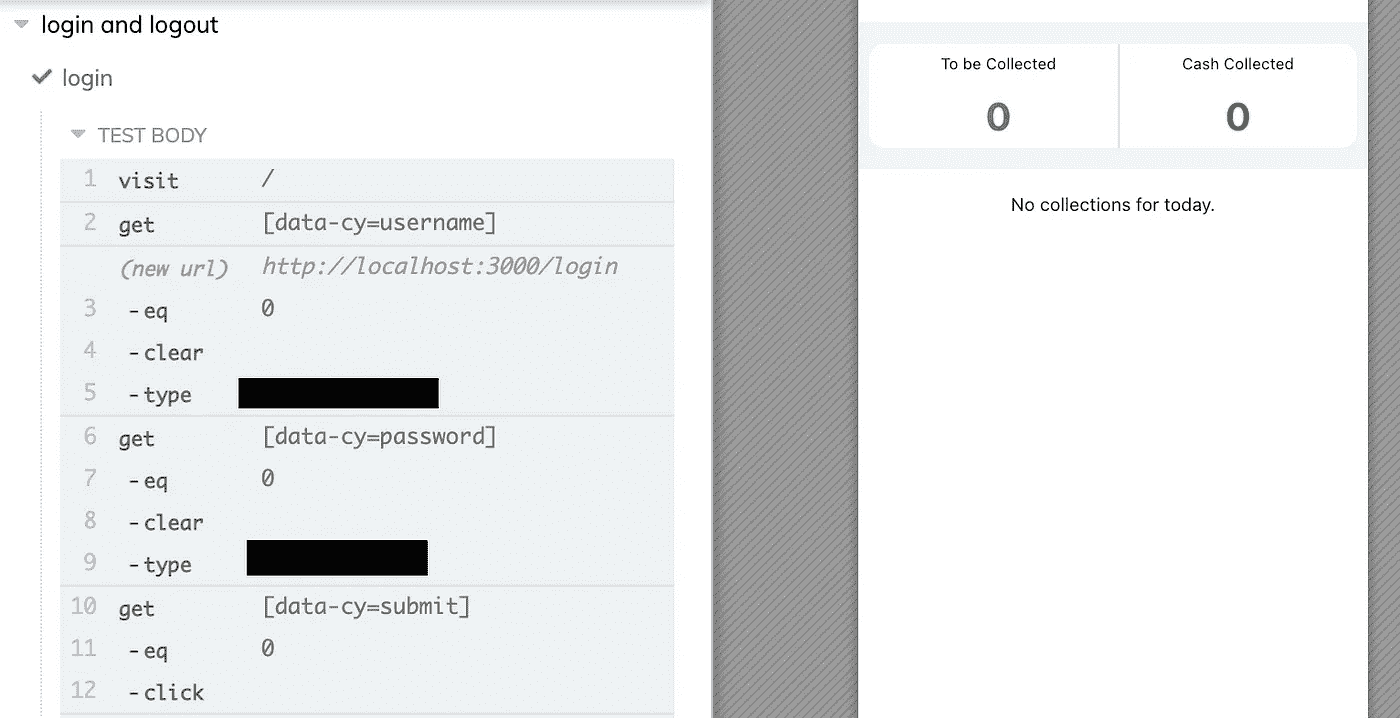 login and logout
login
TEST BODY
1 visit /
2 get [data-cy=username]
(new url) http://localhost:3000/login
3 -eq 0
4 -clear
5 -type
6 get [data-cy=password]
7 -eq 0
8 -clear
9 -type
10 get [data-cy=submit]
11 -eq 0
12 -click
To be Collected
0
Cash Collected
0
No collections for today.